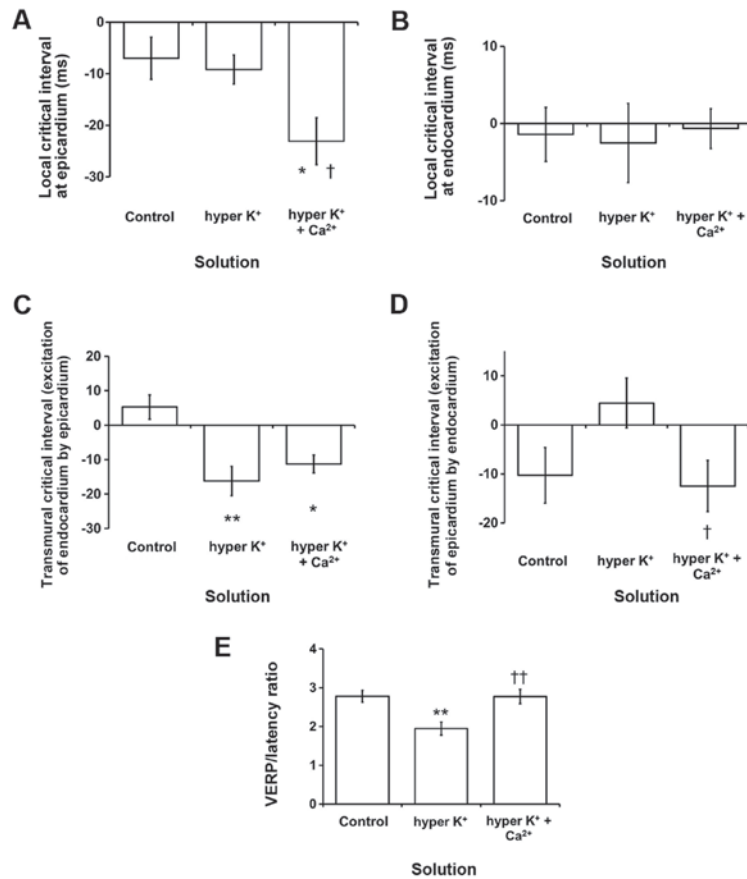 A
Local critical interval
at epicardium (ms)
0
-10
-20
-30
* †
Control
hyper K⁺
hyper K⁺
+ Ca²⁺
Solution
B
Local critical interval
at endocardium (ms)
10
0
-10
Control
hyper K⁺
hyper K⁺ +
Ca²⁺
Solution
C
Transmural critical interval (excitation
of endocardium by epicardium)
20
10
0
-10
-20
-30
**
*
Control
hyper K⁺
hyper K⁺
+ Ca²⁺
Solution
D
Transmural critical interval (excitation
of epicardium by endocardium)
10
0
-10
-20
†
Control
hyper K⁺
hyper K⁺ +
Ca²⁺
Solution
E
VERP/latency ratio
4
3
2
1
0
**
††
Control
hyper K⁺
hyper K⁺ +
Ca²⁺
Solution